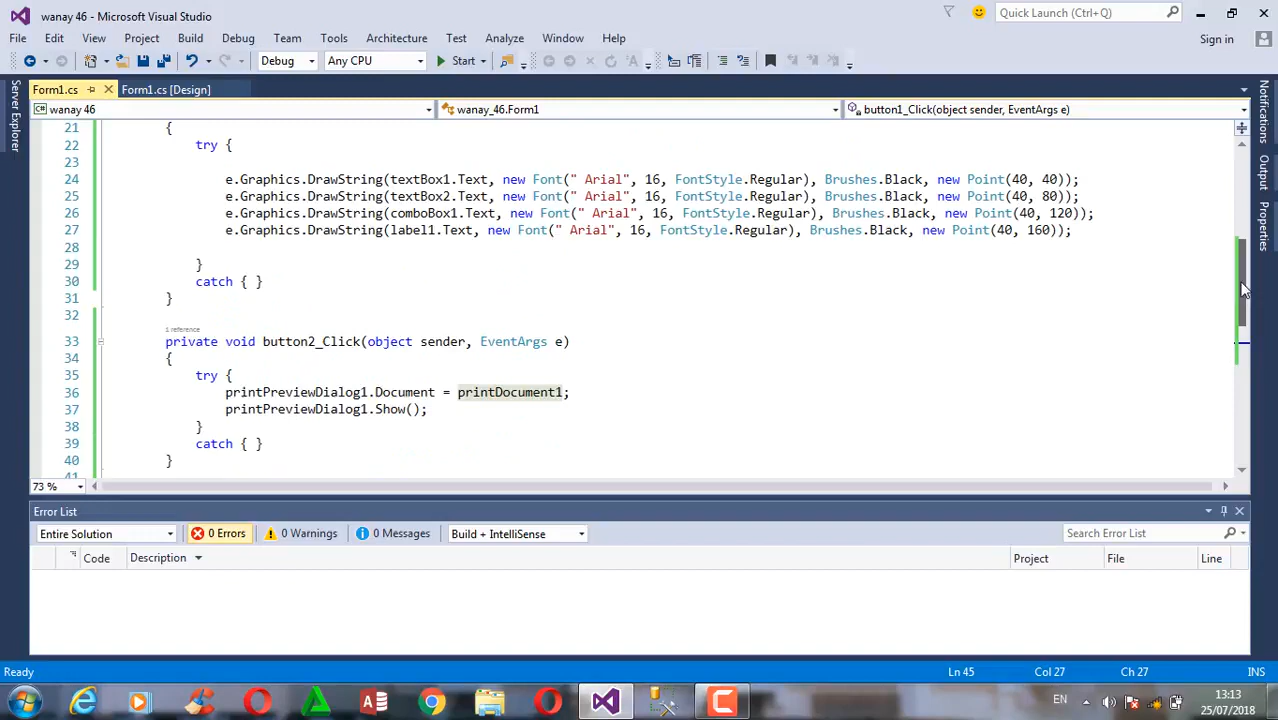 wanay 46 - Microsoft Visual Studio
Quick Launch (Ctrl+Q)
File Edit View Project Build Debug Team Tools Architecture Test Analyze Window Help
Sign in
Debug Any CPU Start
Form1.cs Form1.cs [Design]
wanay 46 wanay_46.Form1 button1_Click(object sender, EventArgs e)
Server Explorer
Notifications
Output
Properties
21 {
22 try {
23
24 e.Graphics.DrawString(textBox1.Text, new Font(" Arial", 16, FontStyle.Regular), Brushes.Black, new Point(40, 40));
25 e.Graphics.DrawString(textBox2.Text, new Font(" Arial", 16, FontStyle.Regular), Brushes.Black, new Point(40, 80));
26 e.Graphics.DrawString(comboBox1.Text, new Font(" Arial", 16, FontStyle.Regular), Brushes.Black, new Point(40, 120));
27 e.Graphics.DrawString(label1.Text, new Font(" Arial", 16, FontStyle.Regular), Brushes.Black, new Point(40, 160));
28
29 }
30 catch { }
31 }
32
1 reference
33 private void button2_Click(object sender, EventArgs e)
34 {
35 try {
36 printPreviewDialog1.Document = printDocument1;
37 printPreviewDialog1.Show();
38 }
39 catch { }
40 }
41
73 %
Error List
Entire Solution 0 Errors 0 Warnings 0 Messages Build + IntelliSense Search Error List
Code Description Project File Line
Ready Ln 45 Col 27 Ch 27 INS
EN 13:13
25/07/2018